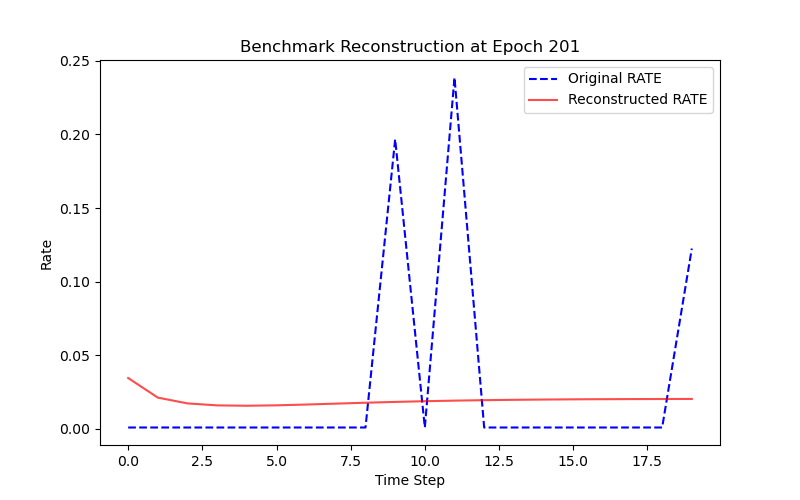 Benchmark Reconstruction at Epoch 201
Original RATE
Reconstructed RATE
Rate
0.25
0.20
0.15
0.10
0.05
0.00
0.0 2.5 5.0 7.5 10.0 12.5 15.0 17.5
Time Step